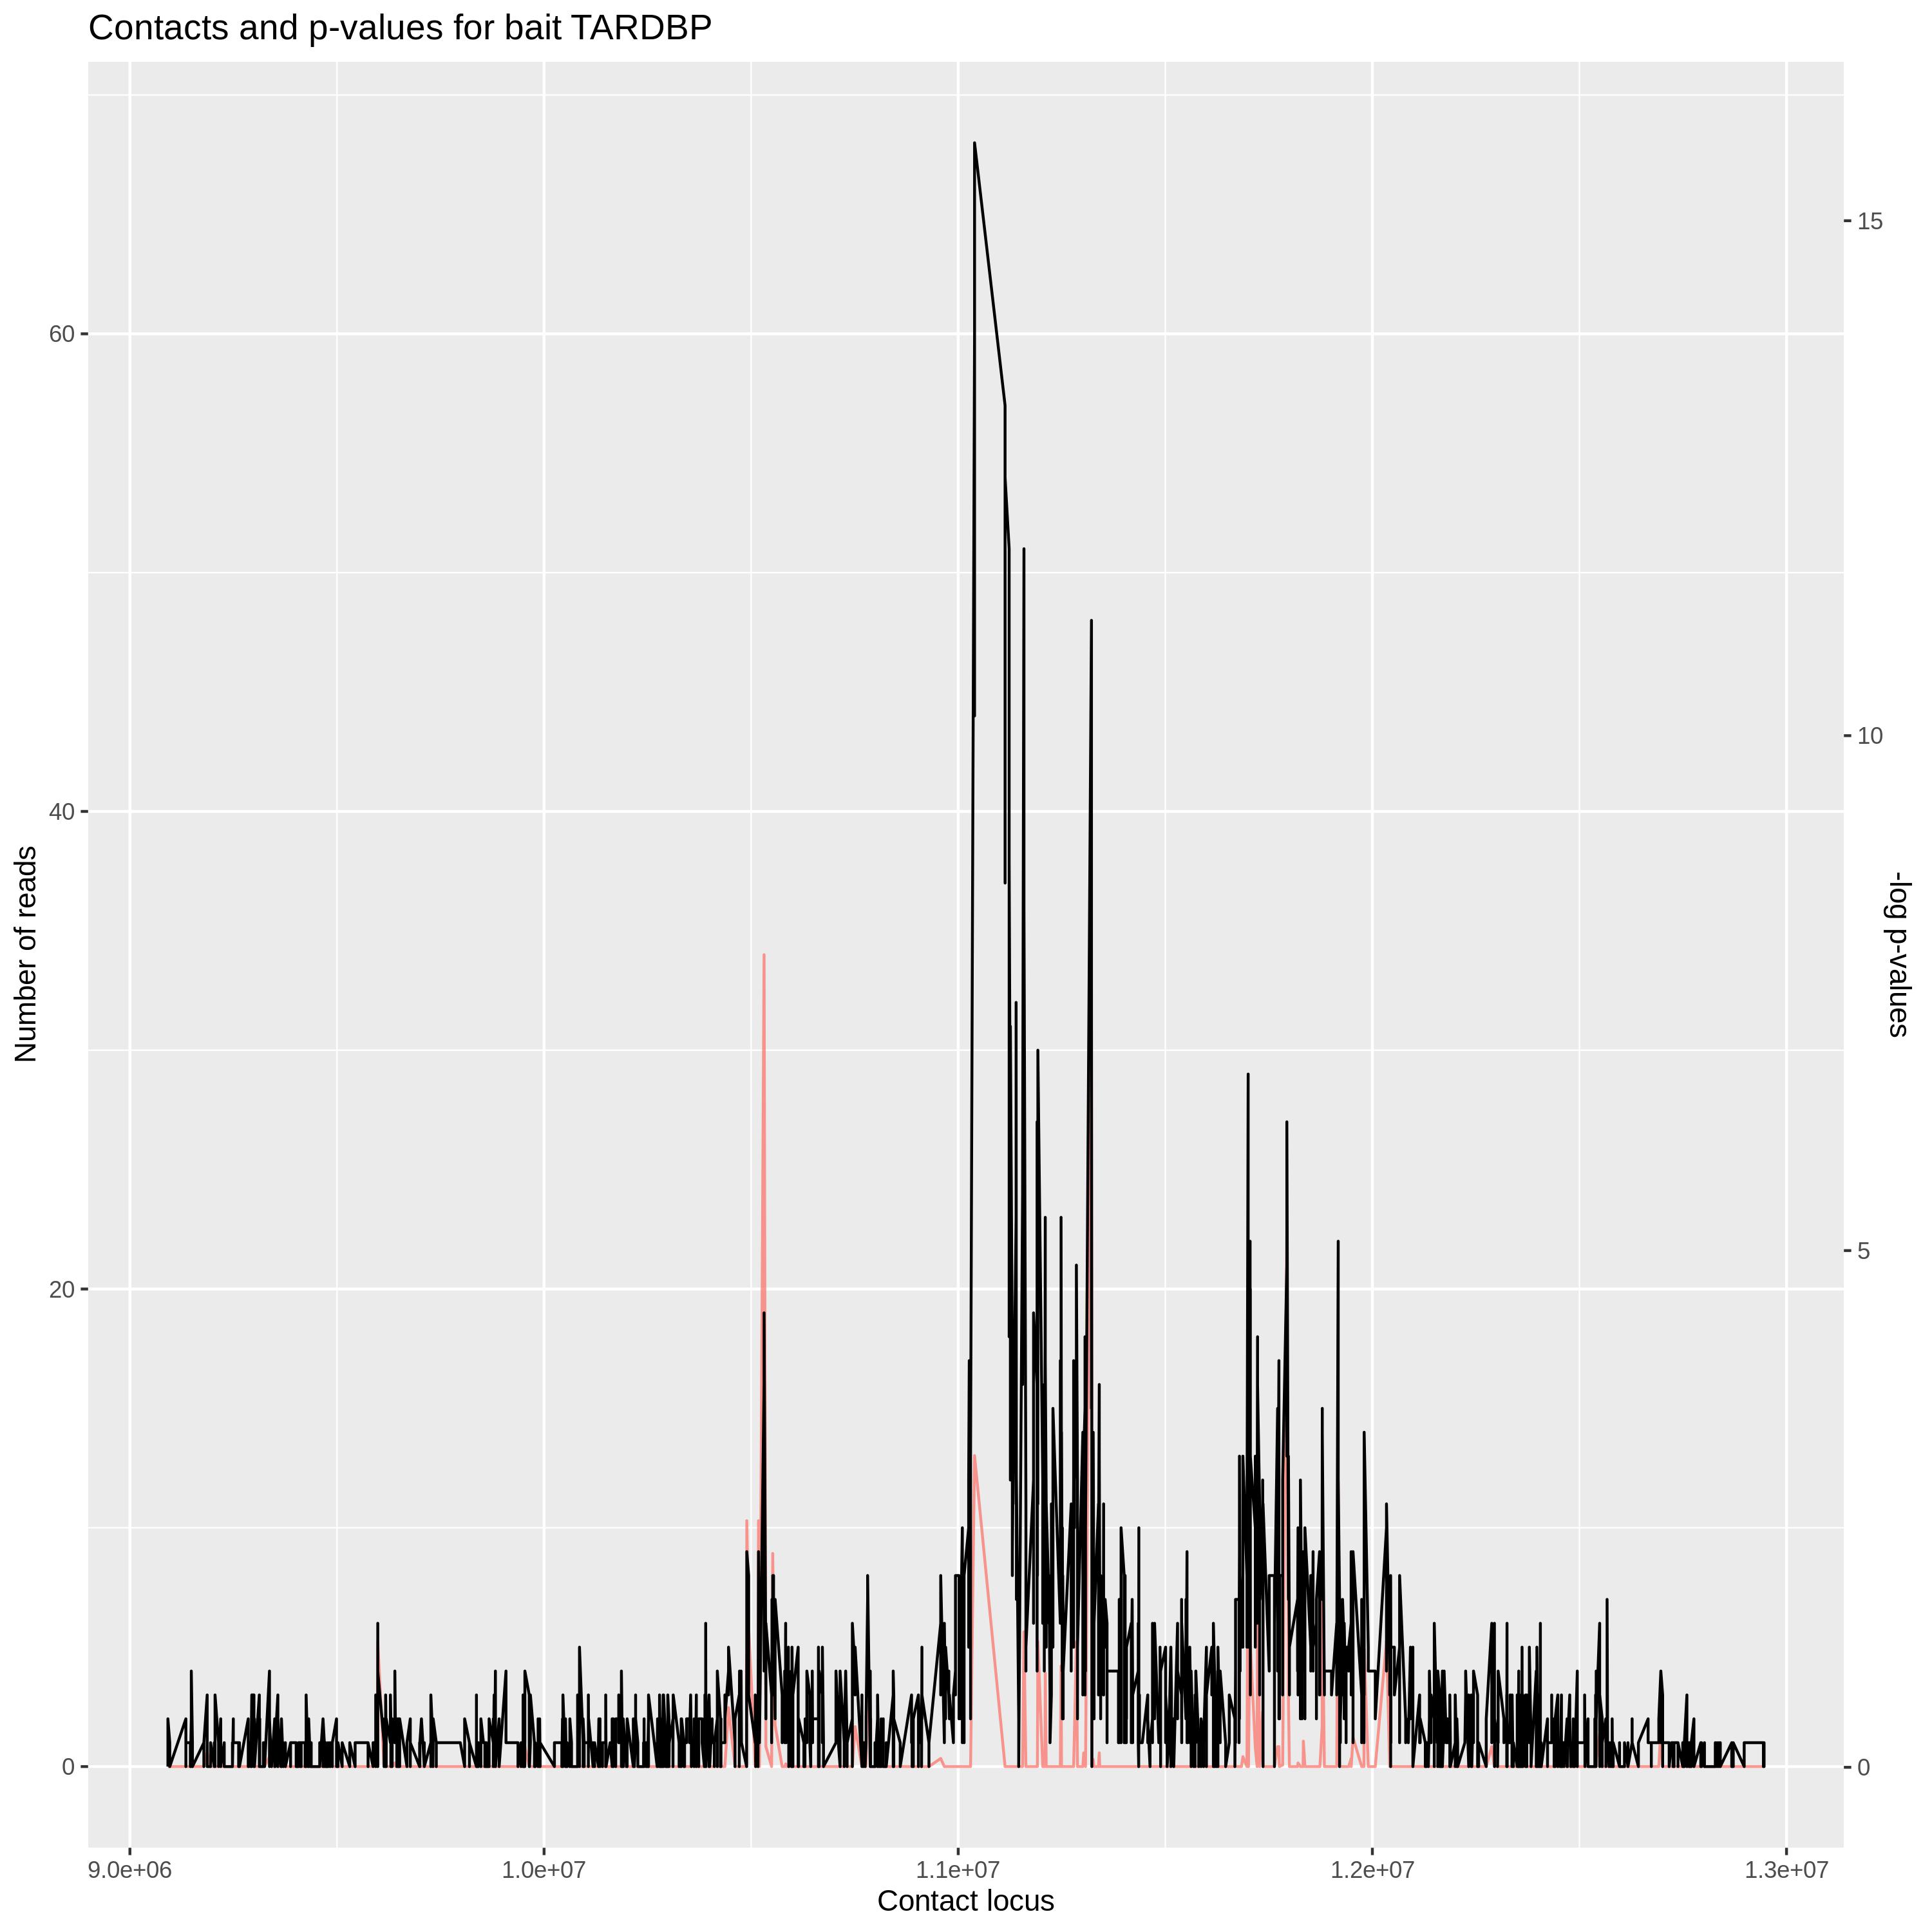 Contacts and p-values for bait TARDBP
60
40
20
0
Number of reads
15
10
5
0
-log p-values
9.0e+06
1.0e+07
1.1e+07
1.2e+07
1.3e+07
Contact locus